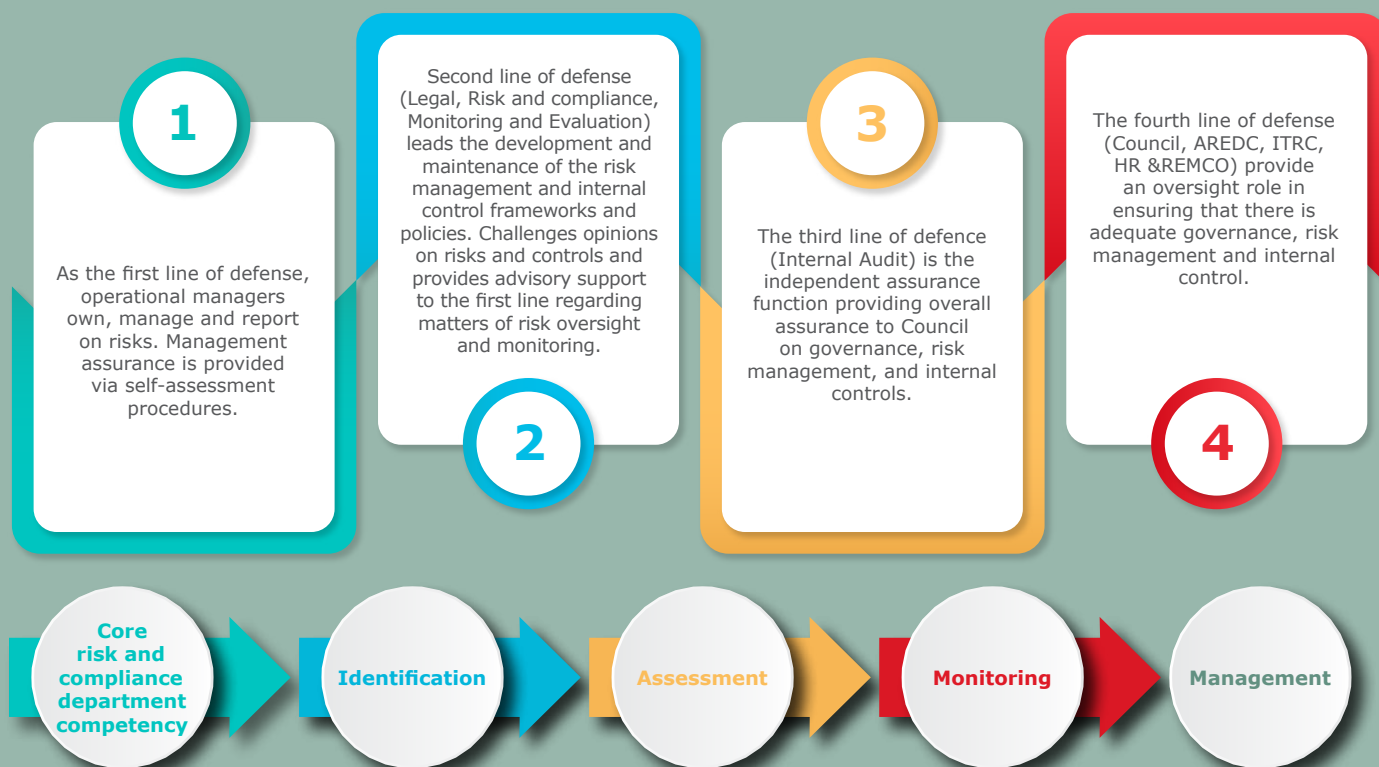 1
As the first line of defense,
operational managers
own, manage and report
on risks. Management
assurance is provided
via self-assessment
procedures.
Second line of defense
(Legal, Risk and compliance,
Monitoring and Evaluation)
leads the development and
maintenance of the risk
management and internal
control frameworks and
policies. Challenges opinions
on risks and controls and
provides advisory support
to the first line regarding
matters of risk oversight
and monitoring.
2
3
The third line of defence
(Internal Audit) is the
independent assurance
function providing overall
assurance to Council
on governance, risk
management, and internal
controls.
The fourth line of defense
(Council, AREDC, ITRC,
HR &REMCO) provide
an oversight role in
ensuring that there is
adequate governance, risk
management and internal
control.
4
Core
risk and
compliance
department
competency
Identification
Assessment
Monitoring
Management